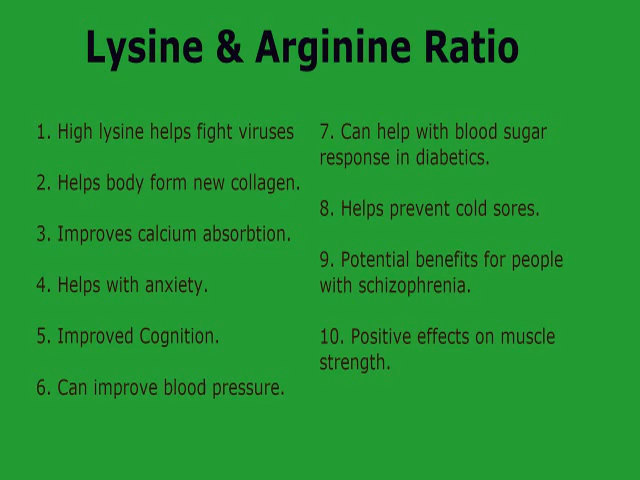 Lysine & Arginine Ratio
1. High lysine helps fight viruses
2. Helps body form new collagen.
3. Improves calcium absorbtion.
4. Helps with anxiety.
5. Improved Cognition.
6. Can improve blood pressure.
7. Can help with blood sugar
response in diabetics.
8. Helps prevent cold sores.
9. Potential benefits for people
with schizophrenia.
10. Positive effects on muscle
strength.